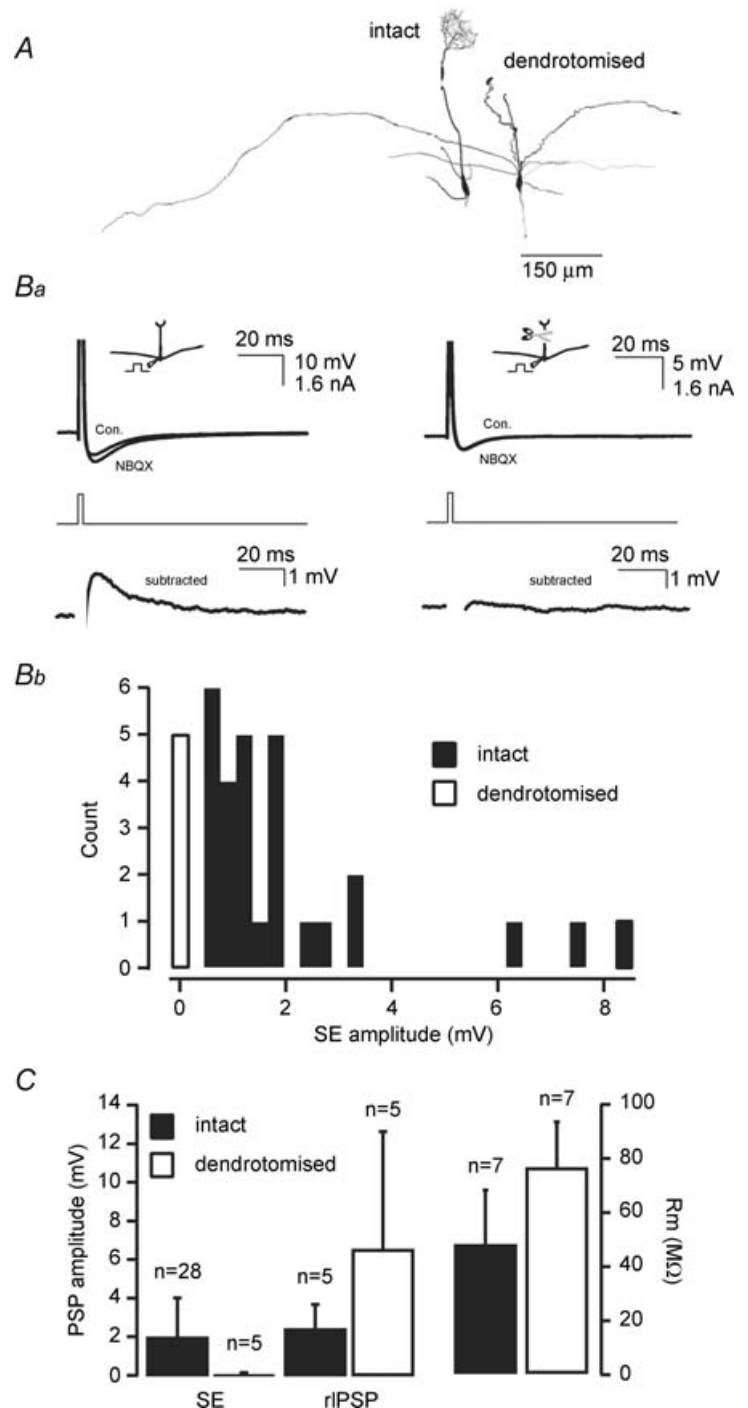 A
intact
dendrotomised
150 µm
Ba
20 ms
10 mV
1.6 nA
Con.
NBQX
20 ms
subtracted
1 mV
20 ms
5 mV
1.6 nA
NBQX
20 ms
subtracted
1 mV
Bb
6
5
4
3
2
1
0
Count
intact
dendrotomised
0 2 4 6 8
SE amplitude (mV)
C
14
12
10
8
6
4
2
0
PSP amplitude (mV)
intact
dendrotomised
n=28
n=5
n=5
n=5
n=7
n=7
100
80
60
40
20
0
Rm (MΩ)
SE rIPSP